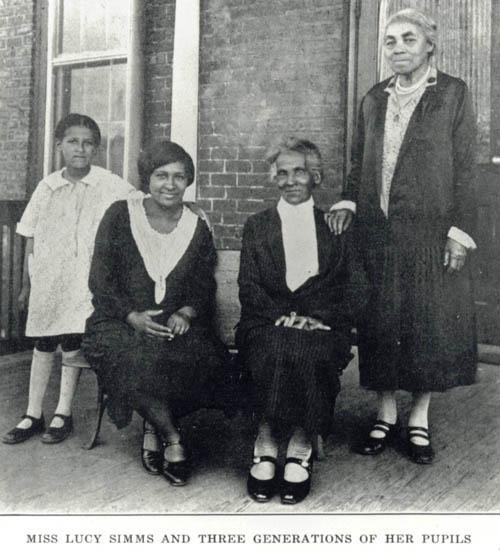 MISS LUCY SIMMS AND THREE GENERATIONS OF HER PUPILS